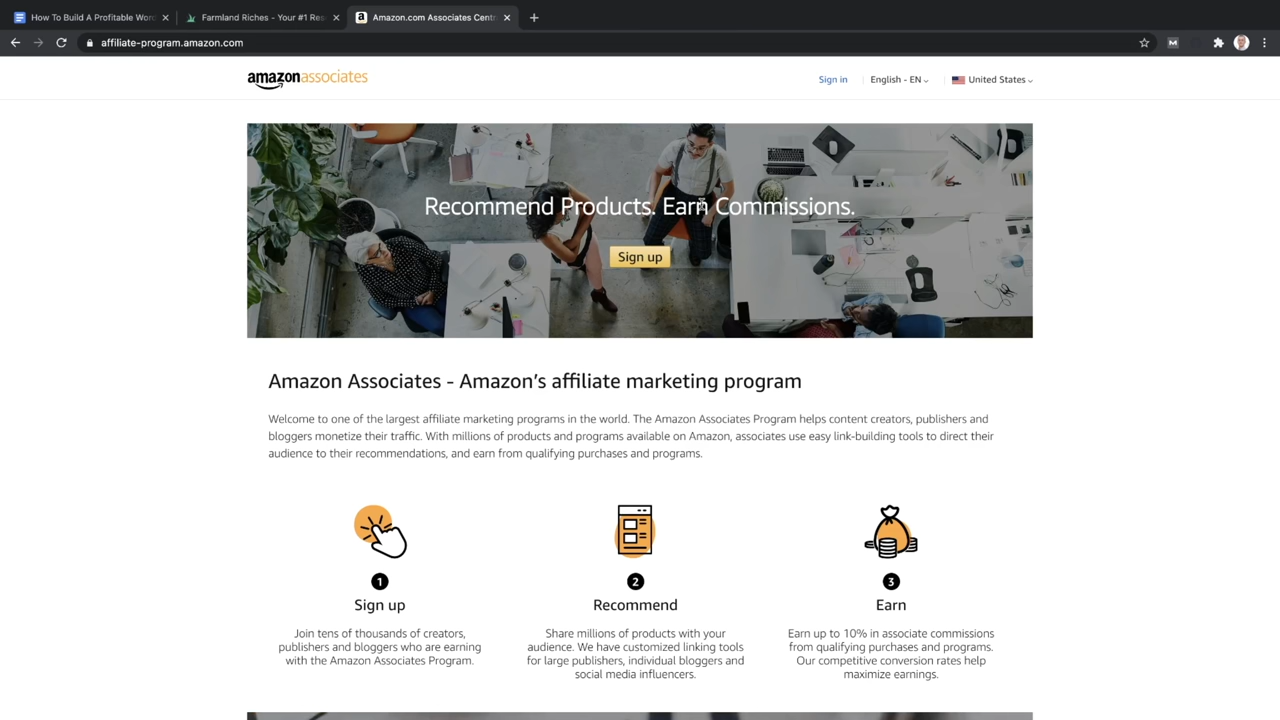 How To Build A Profitable Wor
Farmland Riches - Your #1 Res
Amazon.com Associates Centr
affiliate-program.amazon.com
amazonassociates
Sign in
English - EN
United States
Recommend Products. Earn Commissions.
Sign up
Amazon Associates - Amazon’s affiliate marketing program
Welcome to one of the largest affiliate marketing programs in the world. The Amazon Associates Program helps content creators, publishers and
bloggers monetize their traffic. With millions of products and programs available on Amazon, associates use easy link-building tools to direct their
audience to their recommendations, and earn from qualifying purchases and programs.
1
Sign up
Join tens of thousands of creators,
publishers and bloggers who are earning
with the Amazon Associates Program.
2
Recommend
Share millions of products with your
audience. We have customized linking tools
for large publishers, individual bloggers and
social media influencers.
3
Earn
Earn up to 10% in associate commissions
from qualifying purchases and programs.
Our competitive conversion rates help
maximize earnings.